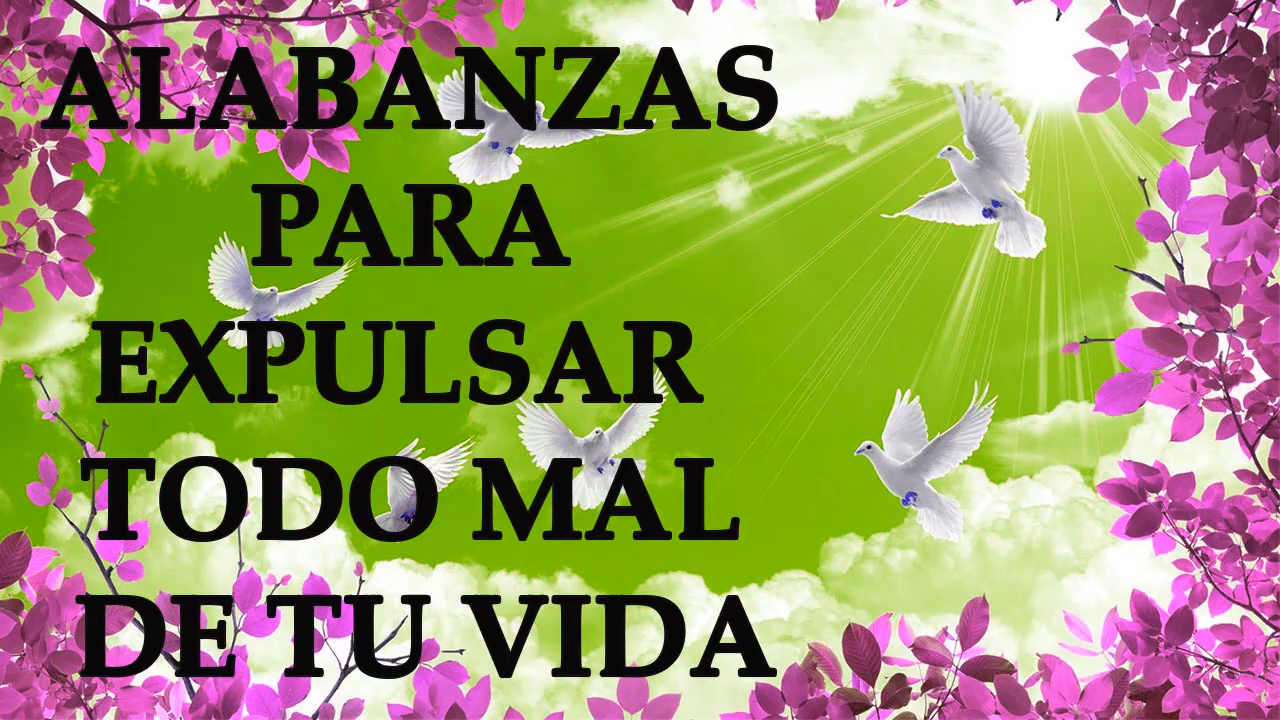 ALABANZAS
PARA
EXPULSAR
TODO MAL
DE TU VIDA